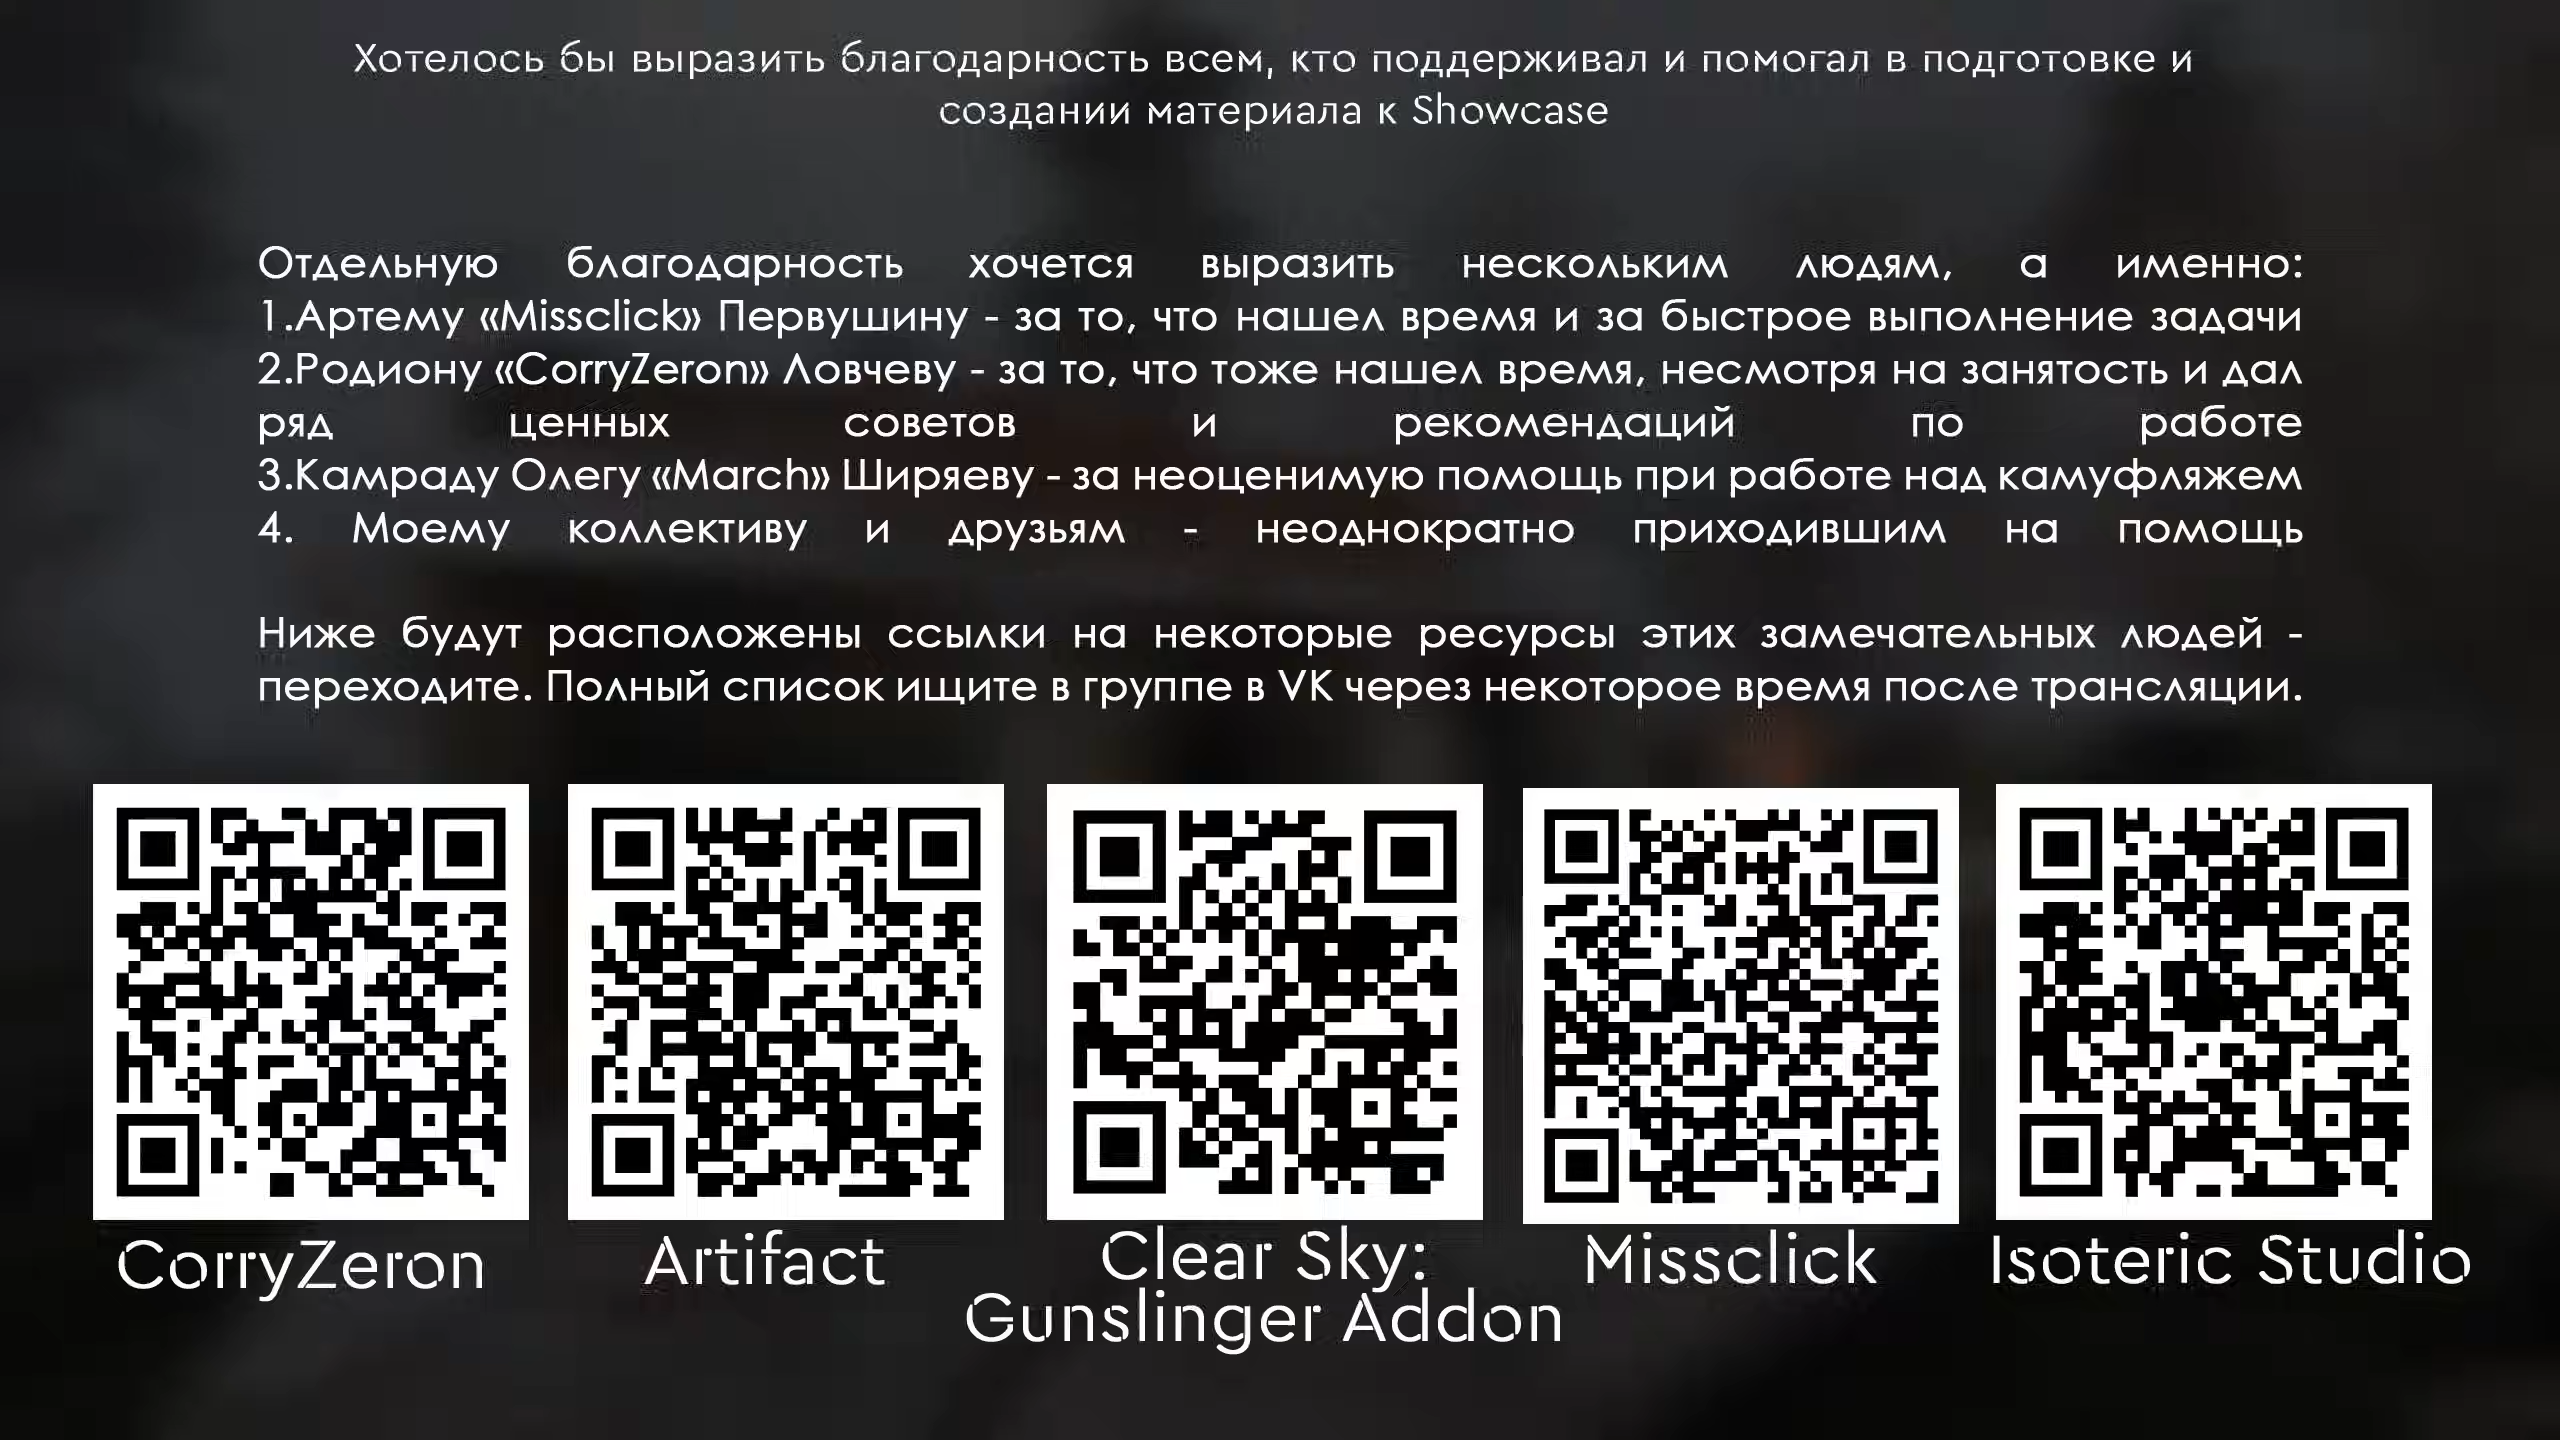 Хотелось бы выразить благодарность всем, кто поддерживал и помогал в подготовке и
создании материала к Showcase
Отдельную благодарность хочется выразить нескольким людям, а именно:
1.Артему «Missclick» Первушину - за то, что нашел время и за быстрое выполнение задачи
2.Родиону «CorryZeron» Ловчеву - за то, что тоже нашел время, несмотря на занятость и дал
ряд ценных советов и рекомендаций по работе
3.Камраду Олегу «March» Ширяеву - за неоценимую помощь при работе над камуфляжем
4. Моему коллективу и друзьям - неоднократно приходившим на помощь
Ниже будут расположены ссылки на некоторые ресурсы этих замечательных людей -
переходите. Полный список ищите в группе в VK через некоторое время после трансляции.
CorryZeron
Artifact
Clear Sky:
Gunslinger Addon
Missclick
Isoteric Studio